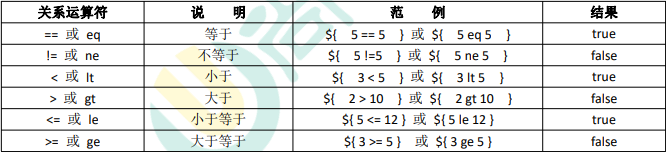 关系运算符 说 明 范 例 结果
== 或 eq 等于 ${ 5 == 5 } 或 ${ 5 eq 5 } true
!= 或 ne 不等于 ${ 5 !=5 } 或 ${ 5 ne 5 } false
< 或 lt 小于 ${ 3 < 5 } 或 ${ 3 lt 5 } true
> 或 gt 大于 ${ 2 > 10 } 或 ${ 2 gt 10 } false
<= 或 le 小于等于 ${ 5 <= 12 } 或 ${ 5 le 12 } true
>= 或 ge 大于等于 ${ 3 >= 5 } 或 ${ 3 ge 5 } false